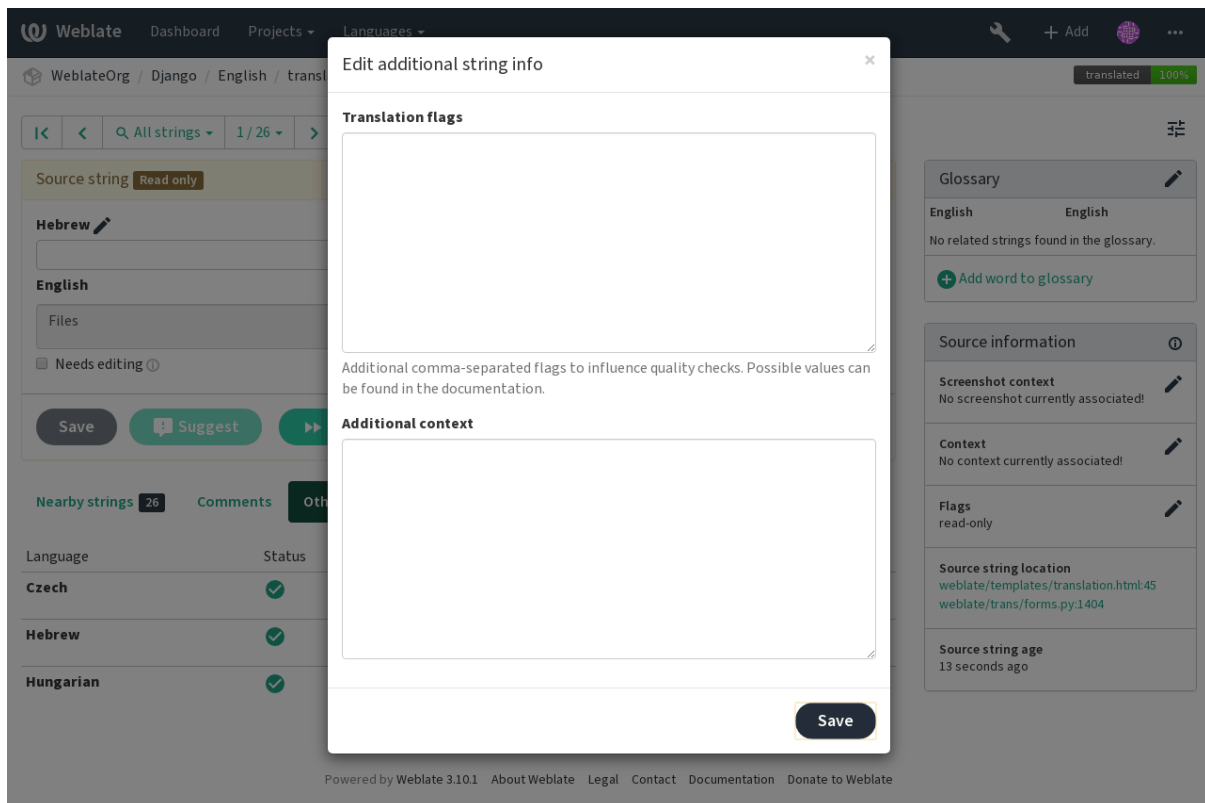 Weblate Dashboard Projects Languages Add
WeblateOrg / Django / English / transl
translated 100%
Edit additional string info ×
Translation flags
Additional comma-separated flags to influence quality checks. Possible values can
be found in the documentation.
Additional context
Save
All strings 1 / 26
Source string Read only
Hebrew
English
Files
Needs editing
Save Suggest
Nearby strings 26 Comments Oth
Language Status
Czech
Hebrew
Hungarian
Glossary
English English
No related strings found in the glossary.
Add word to glossary
Source information
Screenshot context
No screenshot currently associated!
Context
No context currently associated!
Flags
read-only
Source string location
weblate/templates/translation.html:45
weblate/trans/forms.py:1404
Source string age
13 seconds ago
Powered by Weblate 3.10.1 About Weblate Legal Contact Documentation Donate to Weblate